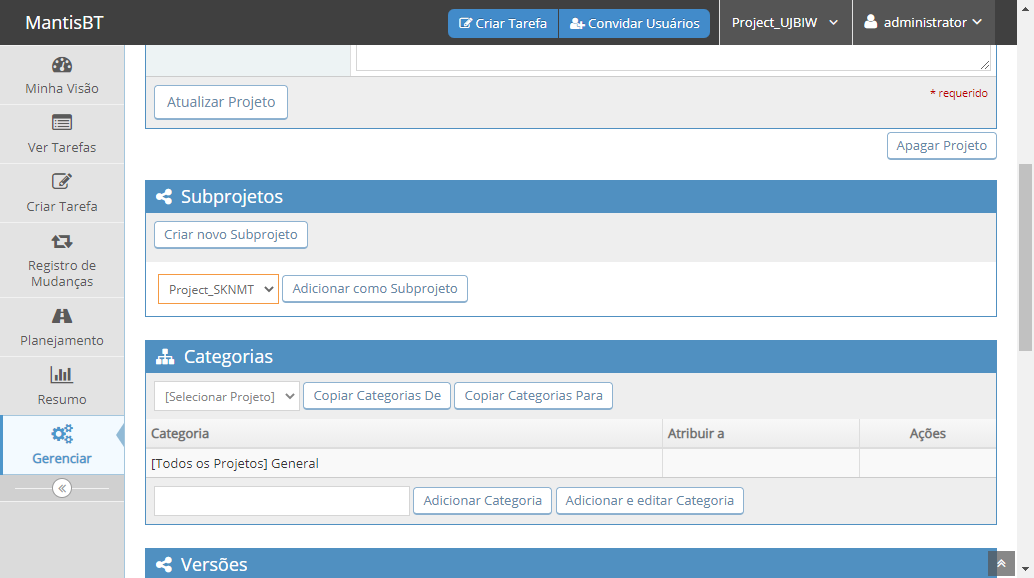 MantisBT
Criar Tarefa
Convidar Usuários
Project_UJBIW
administrator
Minha Visão
Ver Tarefas
Criar Tarefa
Registro de
Mudanças
Planejamento
Resumo
Gerenciar
Atualizar Projeto
* requerido
Apagar Projeto
Subprojetos
Criar novo Subprojeto
Project_SKNMT
Adicionar como Subprojeto
Categorias
[Selecionar Projeto]
Copiar Categorias De
Copiar Categorias Para
Categoria
Atribuir a
Ações
[Todos os Projetos] General
Adicionar Categoria
Adicionar e editar Categoria
Versões